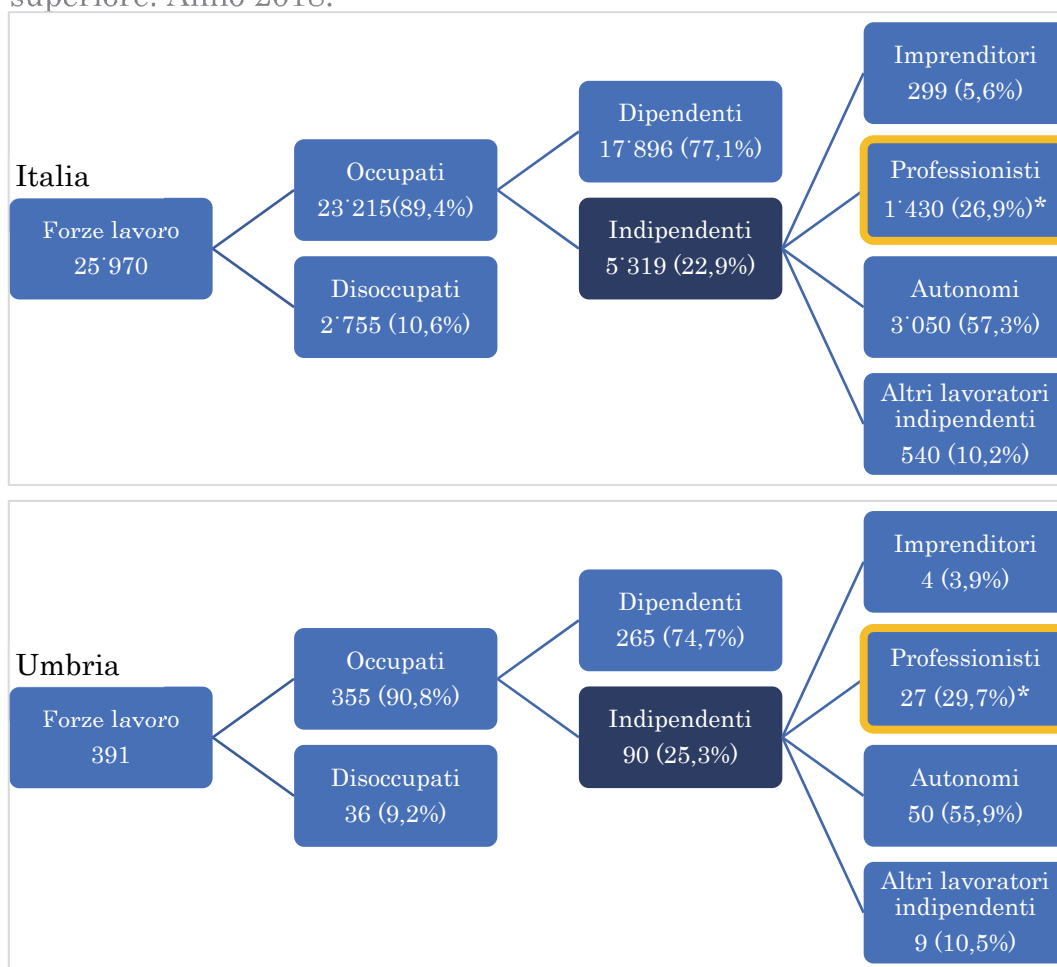 superiore. Anno 2018.
Italia
Forze lavoro
25˙970
Occupati
23˙215(89,4%)
Disoccupati
2˙755 (10,6%)
Dipendenti
17˙896 (77,1%)
Indipendenti
5˙319 (22,9%)
Imprenditori
299 (5,6%)
Professionisti
1˙430 (26,9%)*
Autonomi
3˙050 (57,3%)
Altri lavoratori
indipendenti
540 (10,2%)
Umbria
Forze lavoro
391
Occupati
355 (90,8%)
Disoccupati
36 (9,2%)
Dipendenti
265 (74,7%)
Indipendenti
90 (25,3%)
Imprenditori
4 (3,9%)
Professionisti
27 (29,7%)*
Autonomi
50 (55,9%)
Altri lavoratori
indipendenti
9 (10,5%)